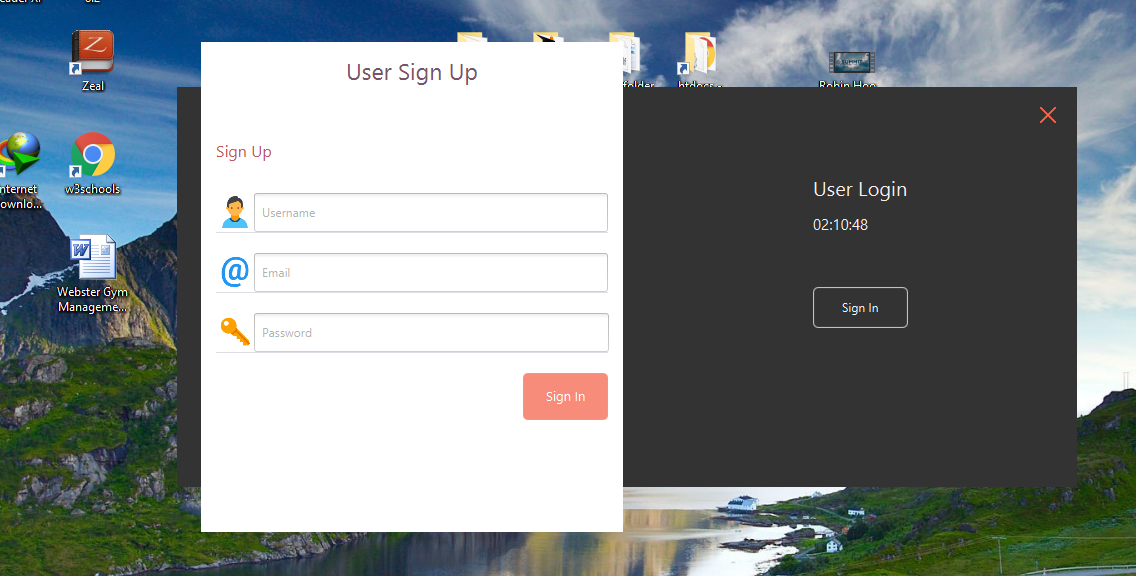 Zeal
w3schools
nternet
ownlo...
Webster Gym
Manageme...
folder
htdocs
Robin Hoo
SUMMIT
User Sign Up
Sign Up
Username
@
Email
Password
Sign In
User Login
02:10:48
Sign In